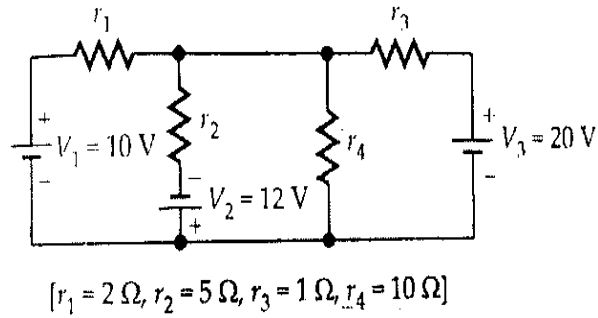 r₁
r₃
+
V₁ = 10 V
−
r₂
−
V₂ = 12 V
+
r₄
+
V₃ = 20 V
−
[r₁ = 2 Ω, r₂ = 5 Ω, r₃ = 1 Ω, r₄ = 10 Ω]